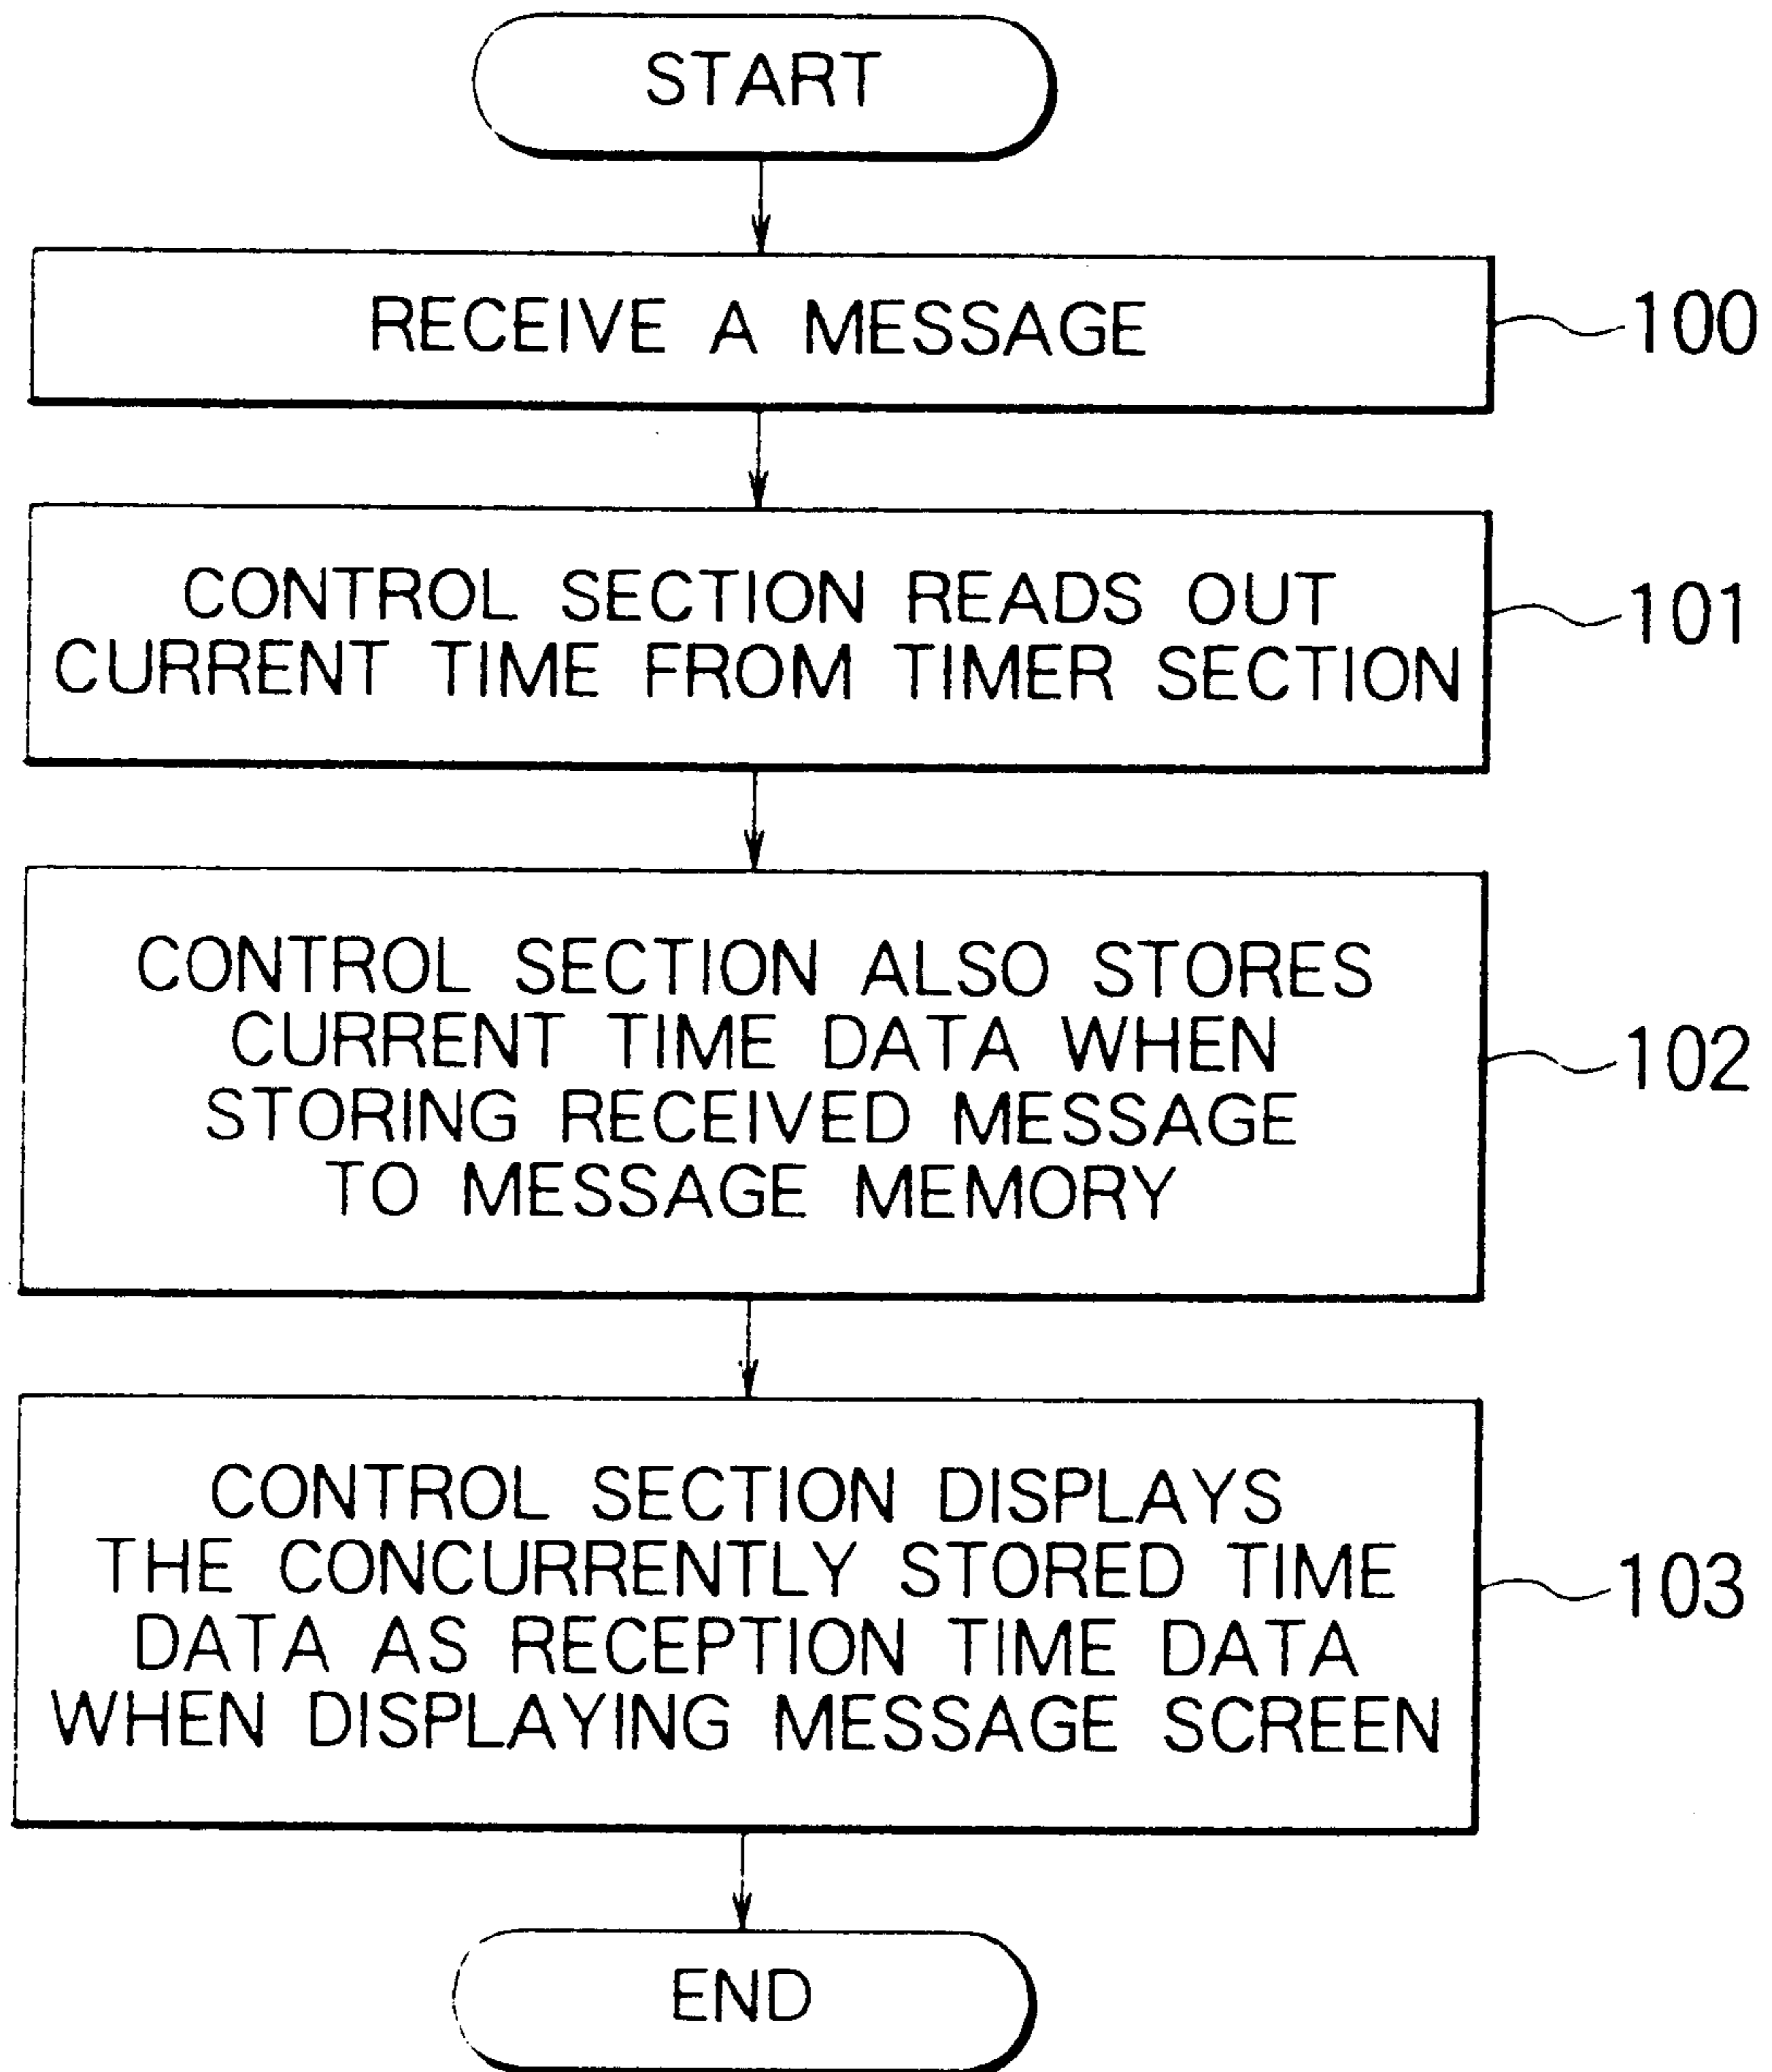 START
RECEIVE A MESSAGE
100
CONTROL SECTION READS OUT
CURRENT TIME FROM TIMER SECTION
101
CONTROL SECTION ALSO STORES
CURRENT TIME DATA WHEN
STORING RECEIVED MESSAGE
TO MESSAGE MEMORY
102
CONTROL SECTION DISPLAYS
THE CONCURRENTLY STORED TIME
DATA AS RECEPTION TIME DATA
WHEN DISPLAYING MESSAGE SCREEN
103
END